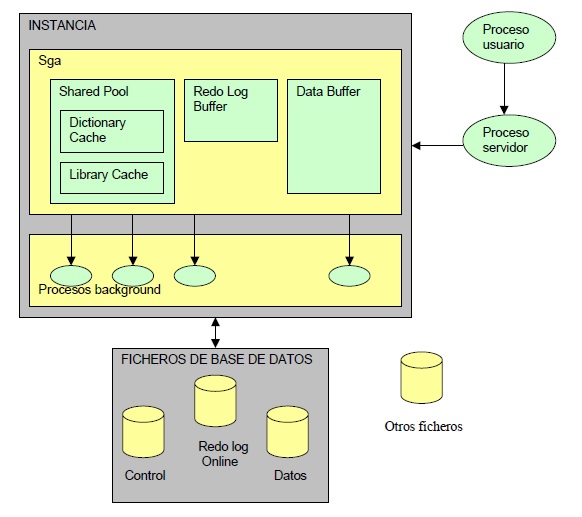 INSTANCIA
Sga
Shared Pool
Dictionary
Cache
Library Cache
Redo Log
Buffer
Data Buffer
Procesos background
Proceso
usuario
Proceso
servidor
FICHEROS DE BASE DE DATOS
Control
Redo log
Online
Datos
Otros ficheros